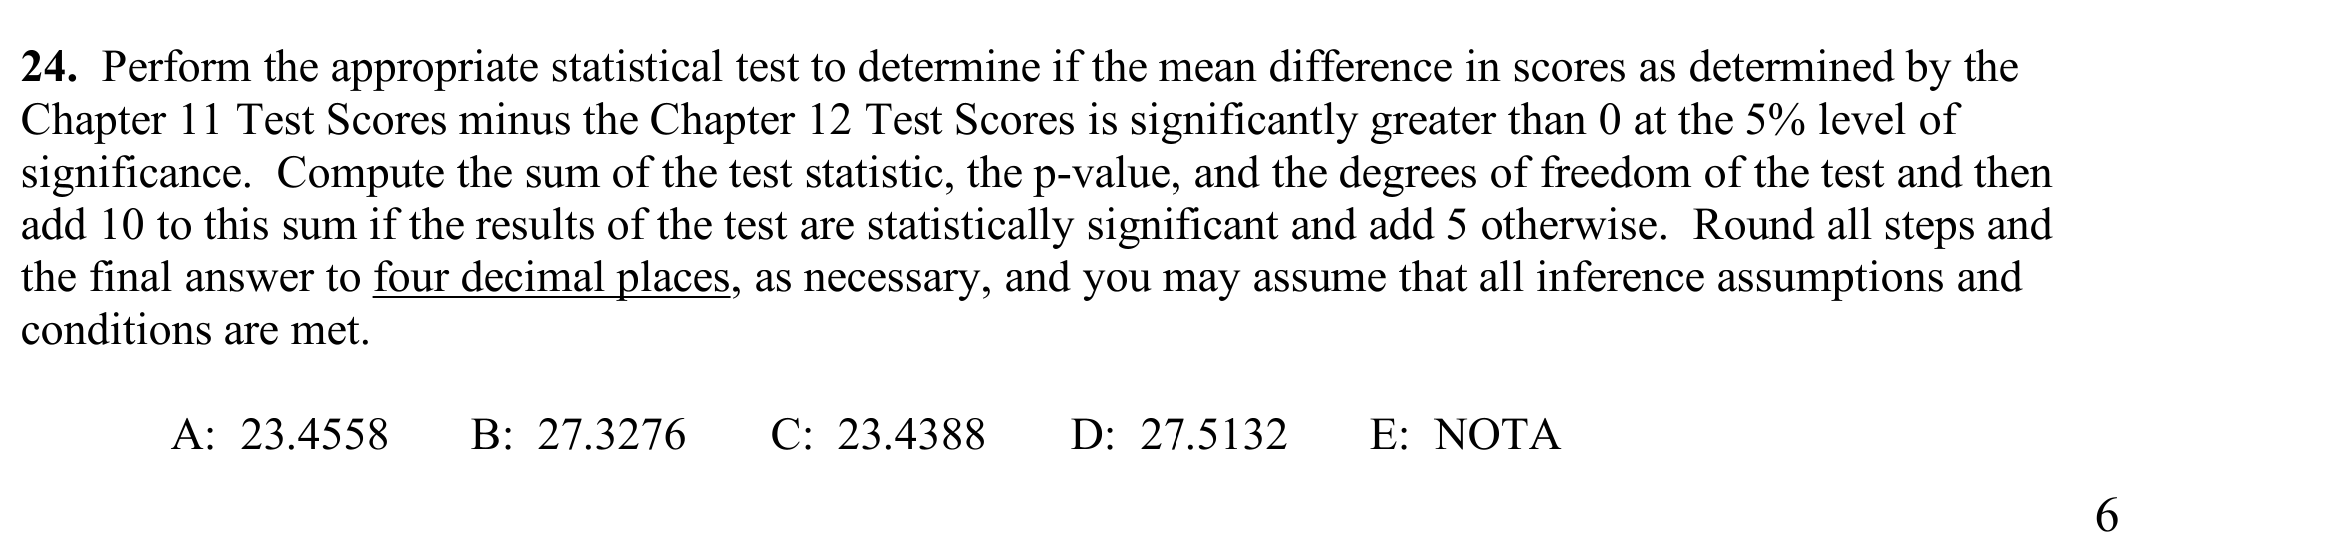 24. Perform the appropriate statistical test to determine if the mean difference in scores as determined by the
Chapter 11 Test Scores minus the Chapter 12 Test Scores is significantly greater than 0 at the 5% level of
significance. Compute the sum of the test statistic, the p-value, and the degrees of freedom of the test and then
add 10 to this sum if the results of the test are statistically significant and add 5 otherwise. Round all steps and
the final answer to four decimal places, as necessary, and you may assume that all inference assumptions and
conditions are met.
A: 23.4558 B: 27.3276 C: 23.4388 D: 27.5132 E: NOTA
6